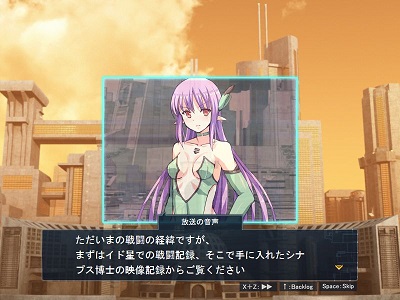 放送の音声
ただいまの戦闘の経緯ですが、
まずはイド星での戦闘記録、そこで手に入れたシナ
プス博士の映像記録からご覧ください
X+Z: ▶▶ ↑:Backlog Space:Skip